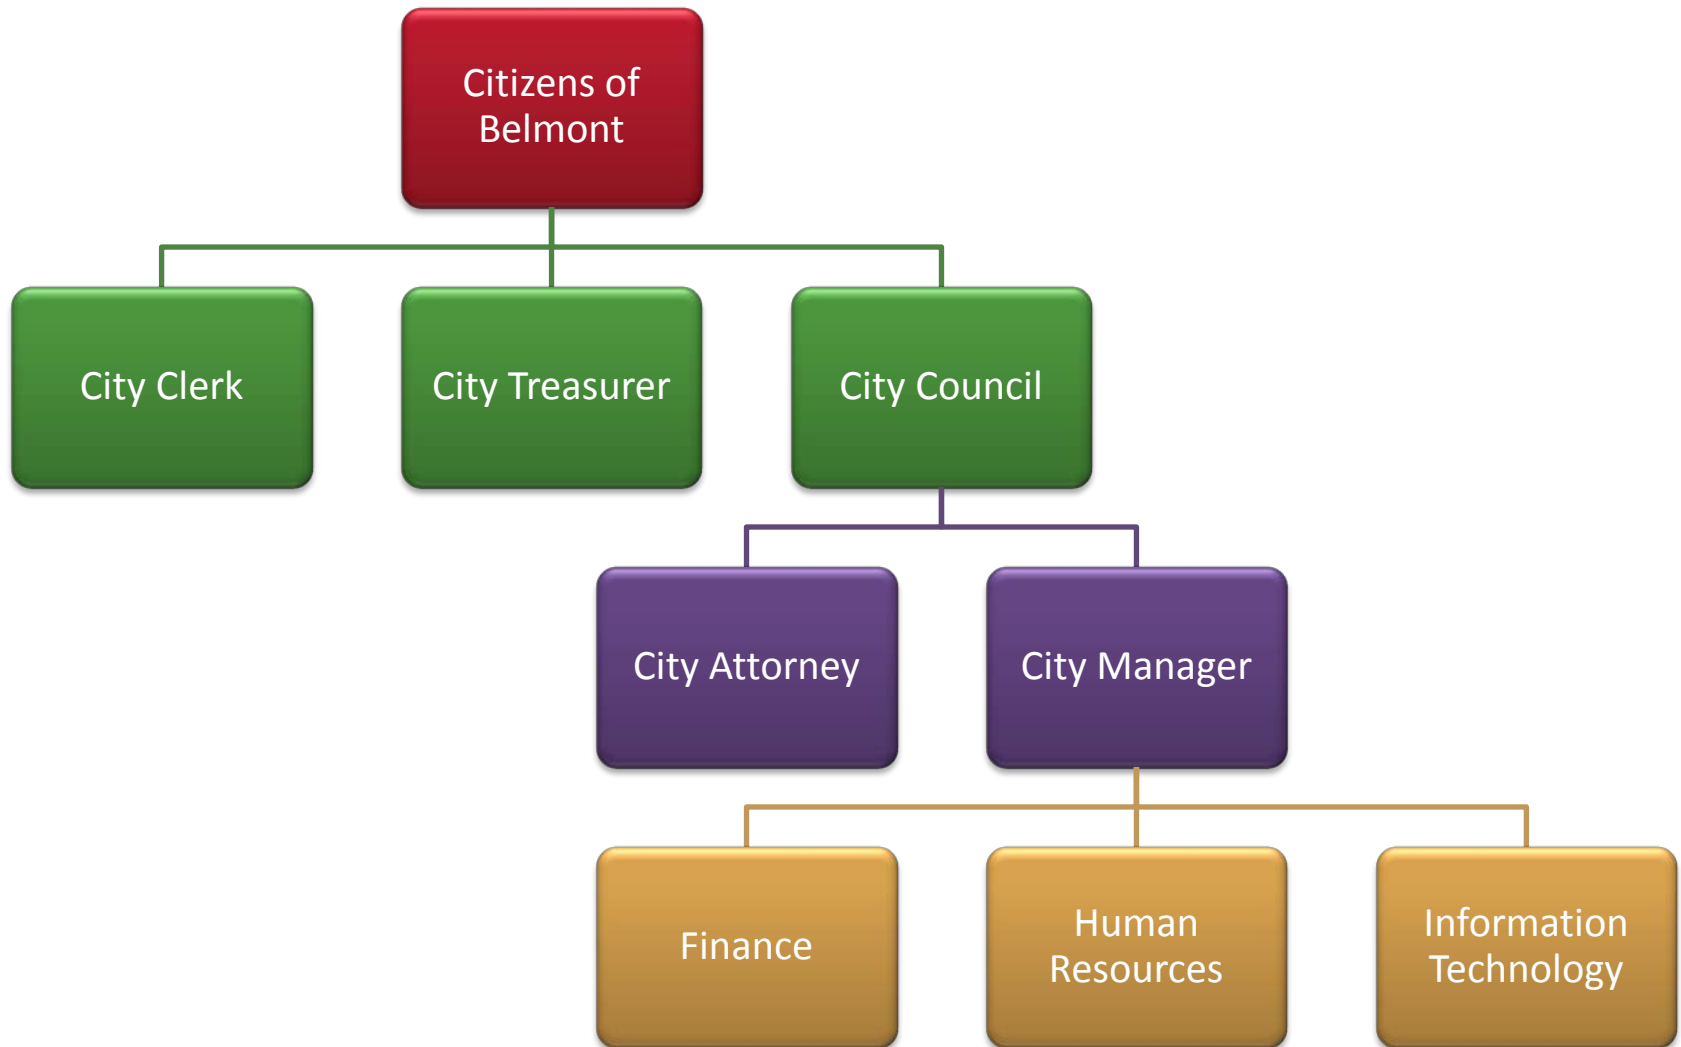 Citizens of
Belmont
City Clerk
City Treasurer
City Council
City Attorney
City Manager
Finance
Human
Resources
Information
Technology